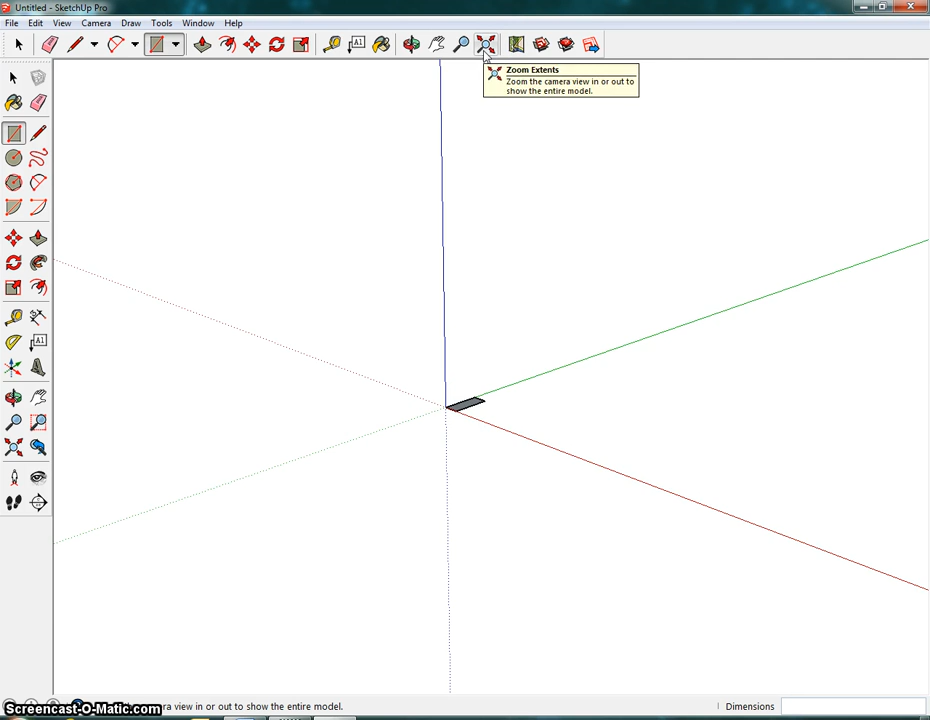 Untitled - SketchUp Pro
File Edit View Camera Draw Tools Window Help
A1
Zoom Extents
Zoom the camera view in or out to
show the entire model.
A1
Screencast-O-Matic.com
ra view in or out to show the entire model.
Dimensions